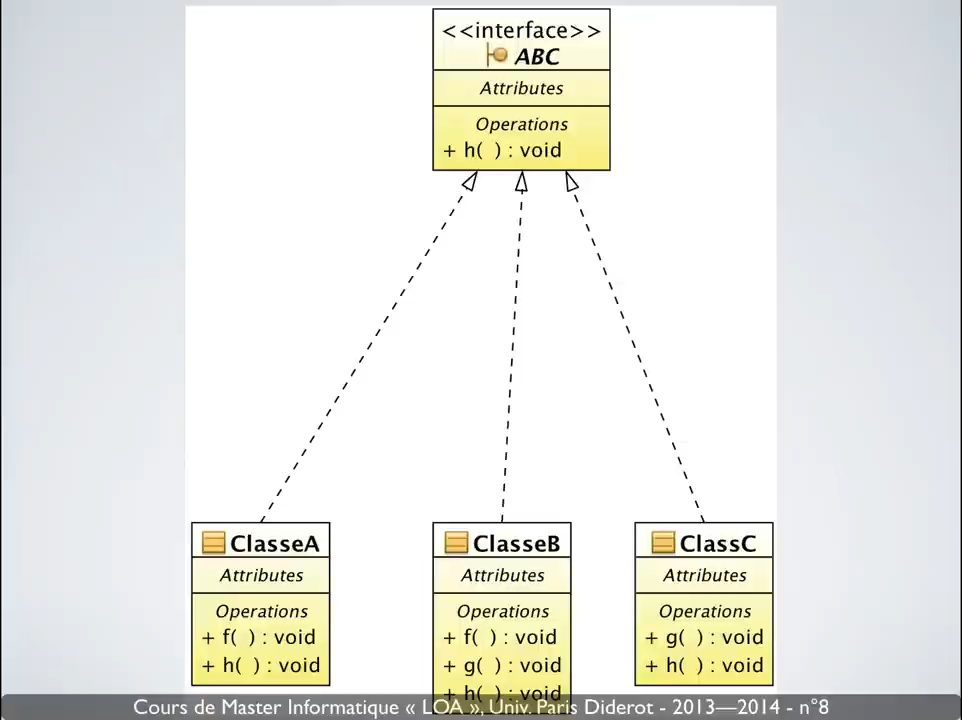 <<interface>>
ABC
Attributes
Operations
+ h( ) : void
ClasseA
Attributes
Operations
+ f( ) : void
+ h( ) : void
ClasseB
Attributes
Operations
+ f( ) : void
+ g( ) : void
+ h( ) : void
ClassC
Attributes
Operations
+ g( ) : void
+ h( ) : void
Cours de Master Informatique « LOA », Univ. Paris Diderot - 2013—2014 - n°8